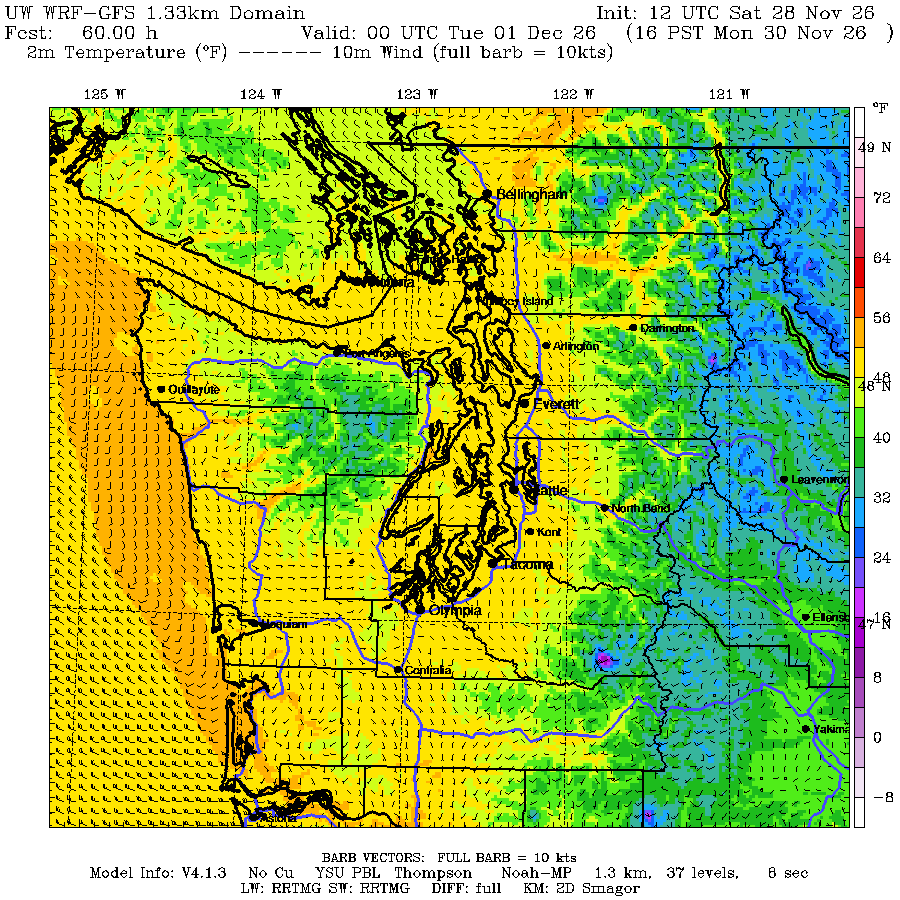 UW WRF-GFS 1.33km Domain Init: 12 UTC Sat 28 Nov 26
Fcst: 60.00 h Valid: 00 UTC Tue 01 Dec 26 (16 PST Mon 30 Nov 26 )
2m Temperature (°F) ------ 10m Wind (full barb = 10kts)
125 W 124 W 123 W 122 W 121 W
°F
49 N
72
64
56
48
48 N
40
32
24
16
47 N
8
0
-8
Bellingham
Darrington
Port Angeles
Arlington
Quillayute
Everett
Leavenwor
Seattle
North Bend
Kent
Tacoma
Olympia
Ellensb
Hoquiam
Centralia
Yakima
Astoria
BARB VECTORS: FULL BARB = 10 kts
Model Info: V4.1.3 No Cu YSU PBL Thompson Noah-MP 1.3 km, 37 levels, 8 sec
LW: RRTMG SW: RRTMG DIFF: full KM: 2D Smagor